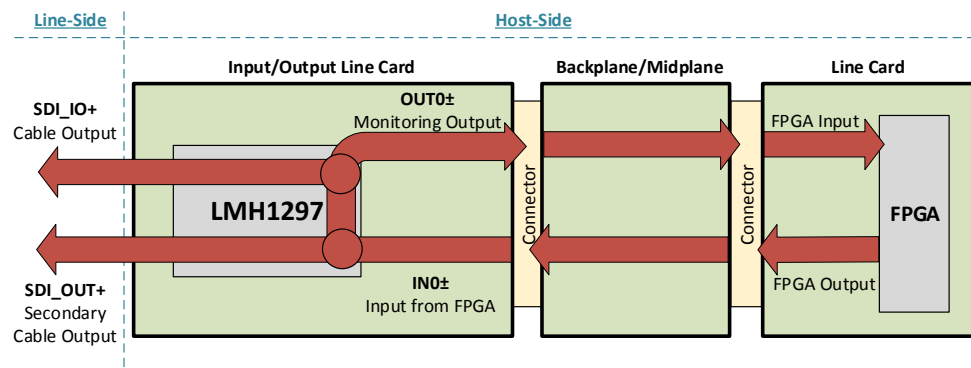 Line-Side
Host-Side
Input/Output Line Card
Backplane/Midplane
Line Card
SDI_IO+
Cable Output
OUT0±
Monitoring Output
FPGA Input
LMH1297
Connector
Connector
FPGA
SDI_OUT+
Secondary
Cable Output
IN0±
Input from FPGA
FPGA Output